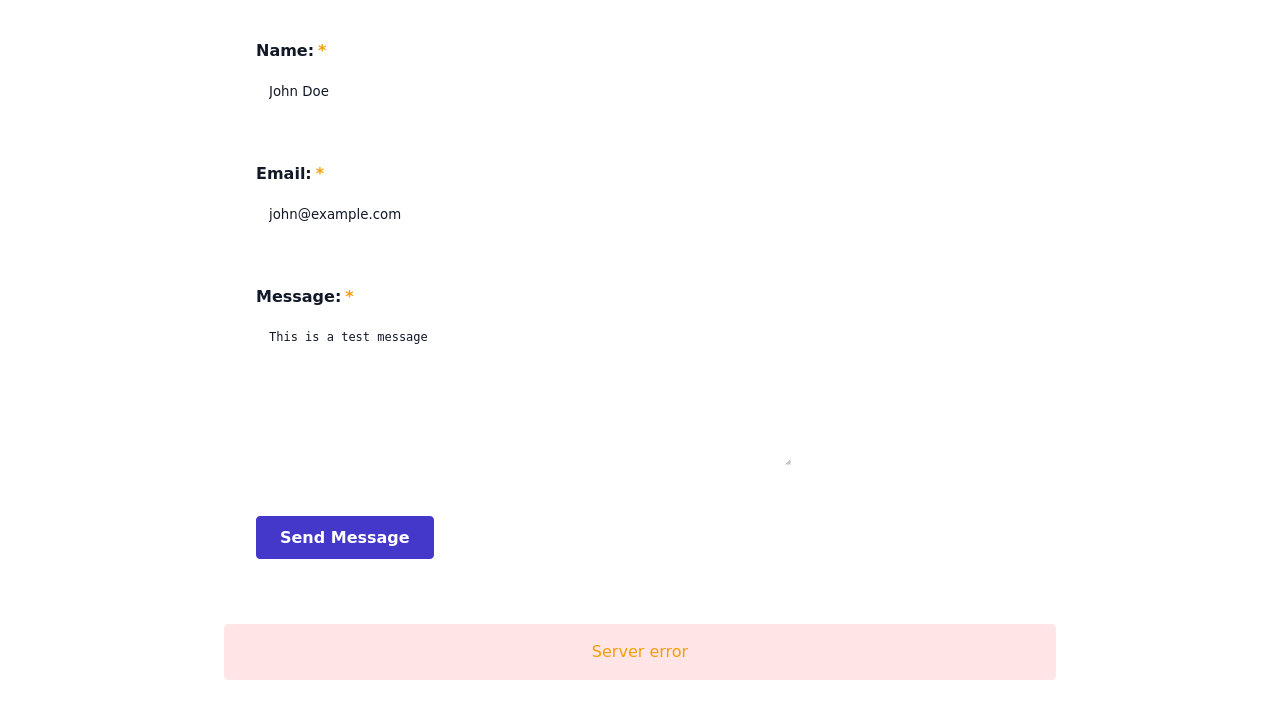 Name: *
John Doe
Email: *
john@example.com
Message: *
This is a test message
Send Message
Server error